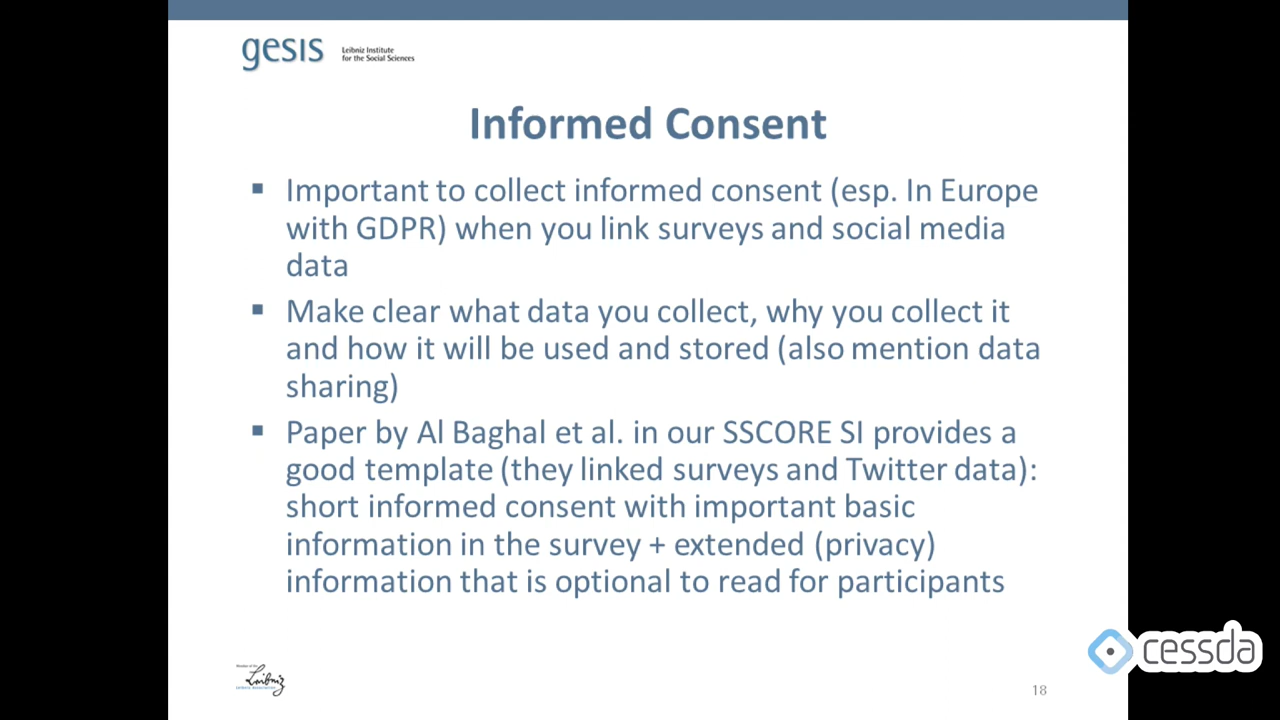 gesis
Leibniz Institute
for the Social Sciences
Informed Consent
▪ Important to collect informed consent (esp. In Europe
with GDPR) when you link surveys and social media
data
▪ Make clear what data you collect, why you collect it
and how it will be used and stored (also mention data
sharing)
▪ Paper by Al Baghal et al. in our SSCORE SI provides a
good template (they linked surveys and Twitter data):
short informed consent with important basic
information in the survey + extended (privacy)
information that is optional to read for participants
cessda
Member of the
Leibniz
18